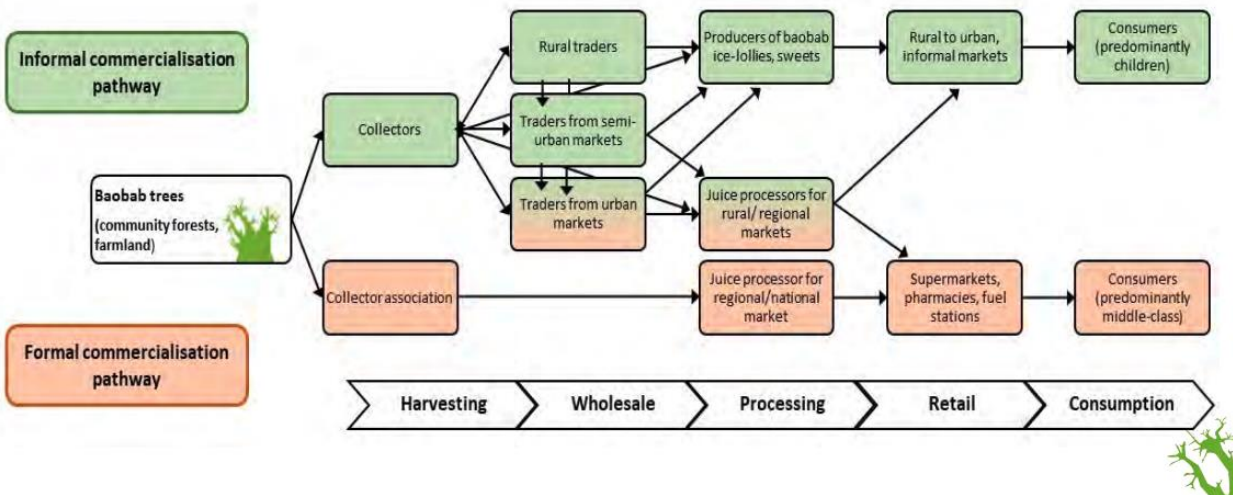 Informal commercialisation
pathway
Baobab trees
(community forests,
farmland)
Formal commercialisation
pathway
Collectors
Collector association
Rural traders
Traders from semi-
urban markets
Traders from urban
markets
Producers of baobab
ice-lollies, sweets
Juice processors for
rural/ regional
markets
Juice processor for
regional/national
market
Rural to urban,
informal markets
Supermarkets,
pharmacies, fuel
stations
Consumers
(predominantly
children)
Consumers
(predominantly
middle-class)
Harvesting
Wholesale
Processing
Retail
Consumption